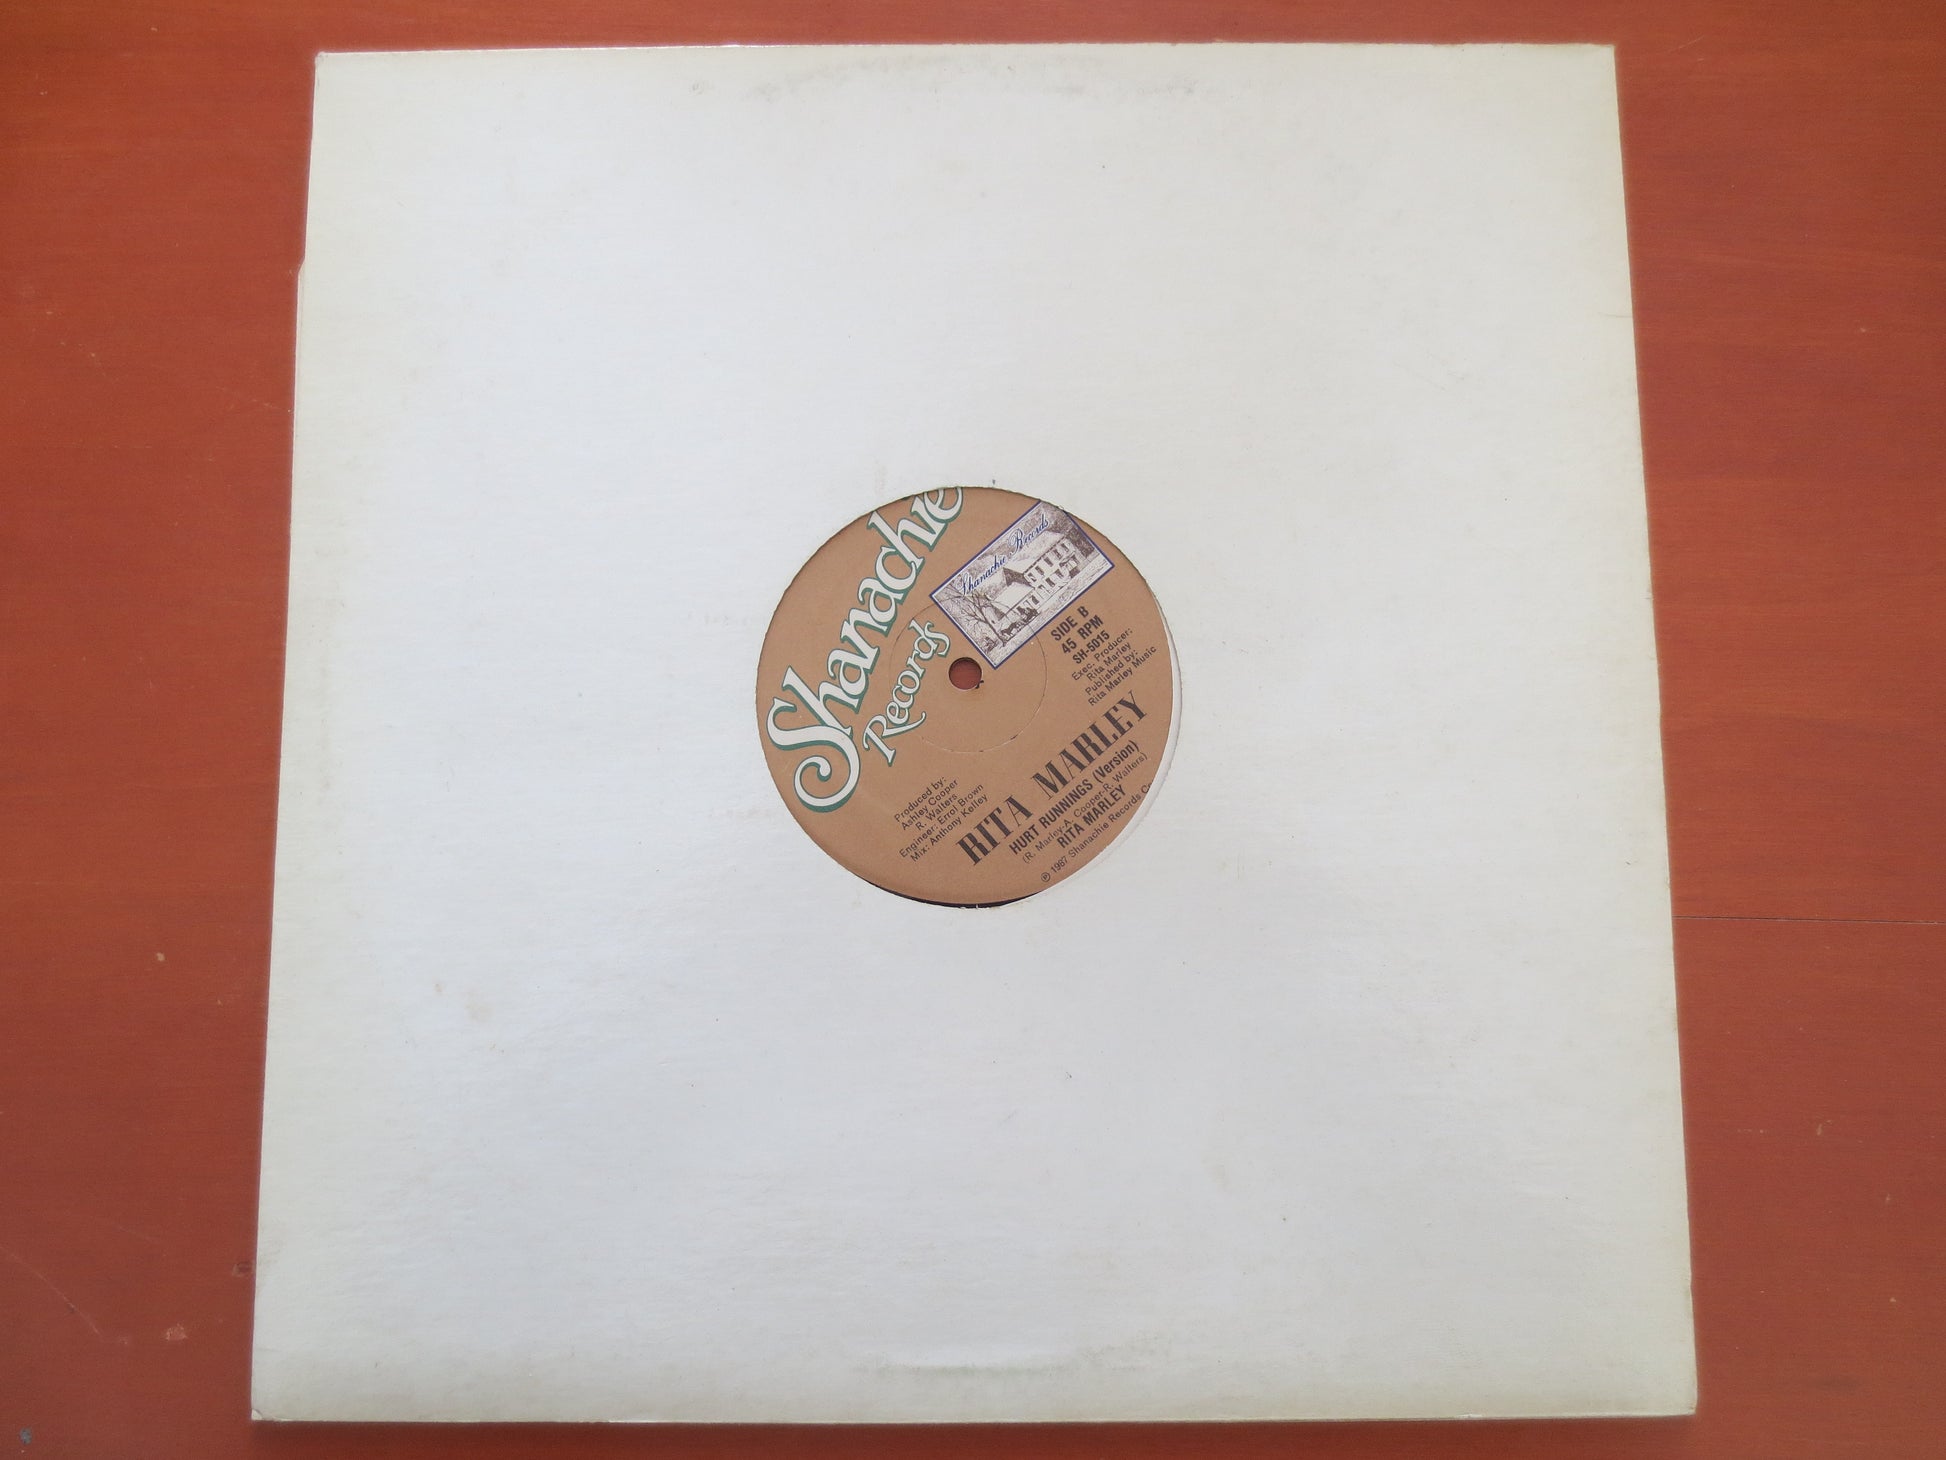 Shanachie
Records
Shanachie Records
SIDE B
45 RPM
SH-5015
Exec. Producer:
Rita Marley
Published by:
Rita Marley Music
Produced by:
Ashley Cooper
R. Walters
Engineer: Errol Brown
Mix: Anthony Kelley
RITA MARLEY
HURT RUNNINGS (Version)
(R. Marley-A. Cooper-R. Walters)
RITA MARLEY
℗ 1987 Shanachie Records C